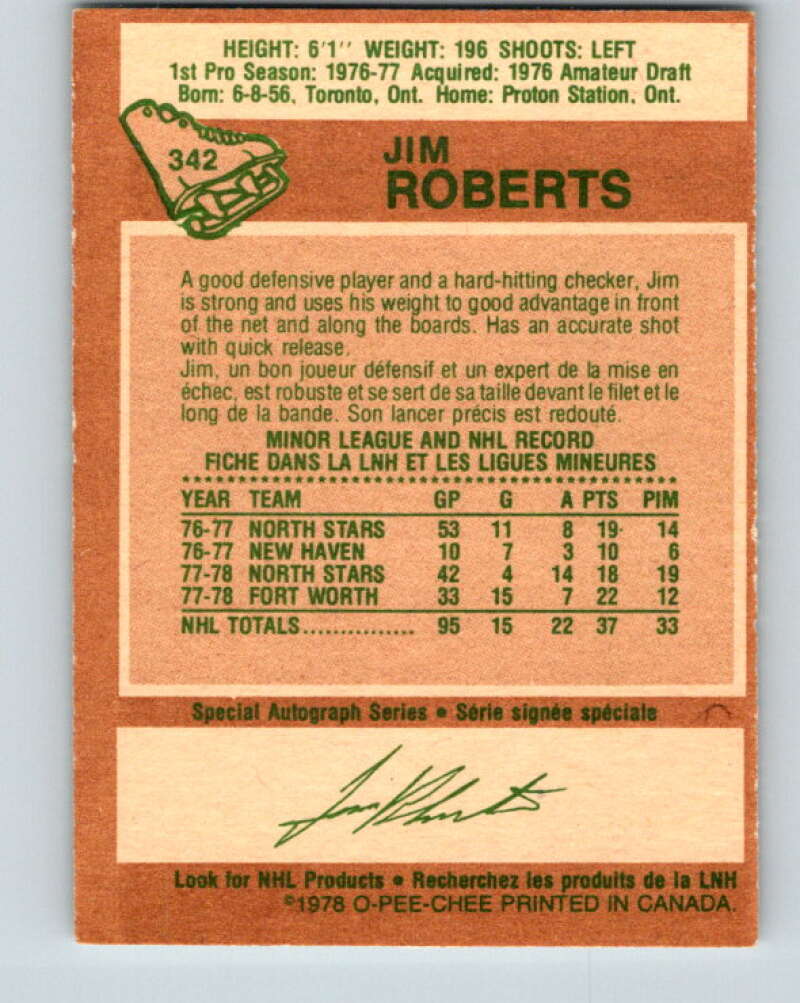 HEIGHT: 6'1'' WEIGHT: 196 SHOOTS: LEFT
1st Pro Season: 1976-77 Acquired: 1976 Amateur Draft
Born: 6-8-56, Toronto, Ont. Home: Proton Station, Ont.
342
JIM
ROBERTS
A good defensive player and a hard-hitting checker, Jim
is strong and uses his weight to good advantage in front
of the net and along the boards. Has an accurate shot
with quick release.
Jim, un bon joueur défensif et un expert de la mise en
échec, est robuste et se sert de sa taille devant le filet et le
long de la bande. Son lancer précis est redouté.
MINOR LEAGUE AND NHL RECORD
FICHE DANS LA LNH ET LES LIGUES MINEURES
YEAR TEAM GP G A PTS PIM
76-77 NORTH STARS 53 11 8 19 14
76-77 NEW HAVEN 10 7 3 10 6
77-78 NORTH STARS 42 4 14 18 19
77-78 FORT WORTH 33 15 7 22 12
NHL TOTALS............... 95 15 22 37 33
Special Autograph Series • Série signée spéciale
Jim Roberts
Look for NHL Products • Recherchez les produits de la LNH
©1978 O-PEE-CHEE PRINTED IN CANADA.